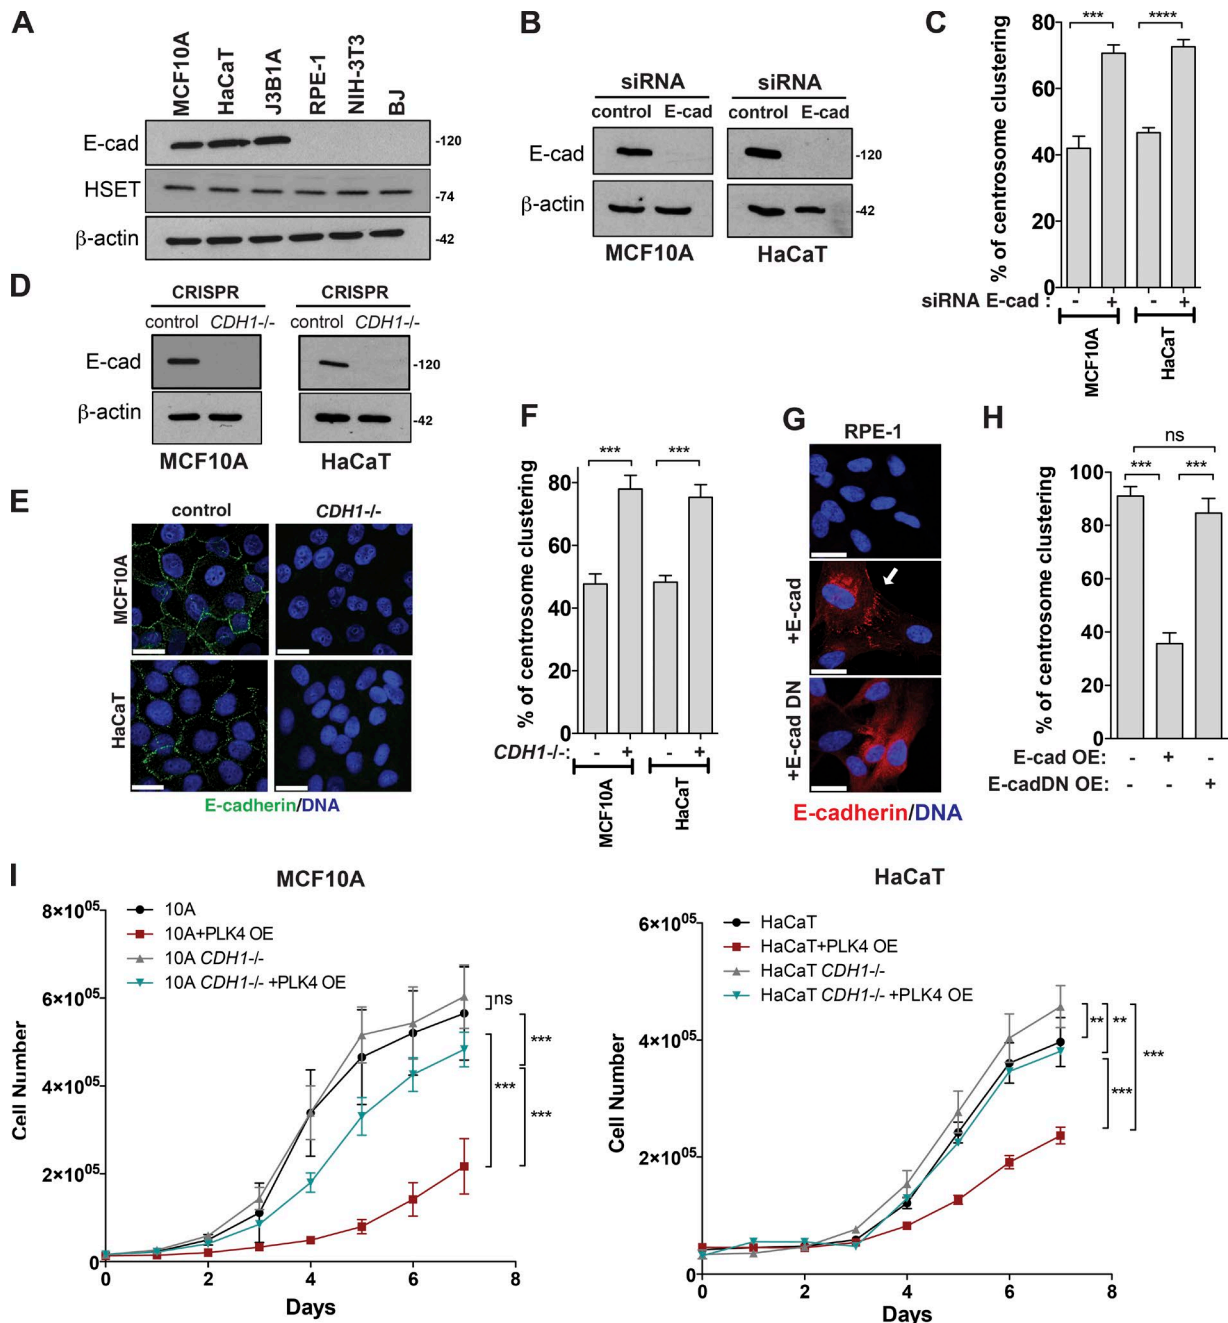 A
MCF10A
HaCaT
J3B1A
RPE-1
NIH-3T3
BJ
E-cad
-120
HSET
-74
β-actin
-42
B
siRNA siRNA
control E-cad control E-cad
E-cad
-120
β-actin
-42
MCF10A HaCaT
C
% of centrosome clustering
80
60
40
20
0
*** ****
siRNA E-cad : - + - +
MCF10A
HaCaT
D
CRISPR CRISPR
control CDH1-/- control CDH1-/-
E-cad
-120
β-actin
-42
MCF10A HaCaT
E
control CDH1-/-
MCF10A
HaCaT
E-cadherin/DNA
F
% of centrosome clustering
80
60
40
20
0
*** ***
CDH1-/-: - + - +
MCF10A
HaCaT
G
RPE-1
+E-cad
+E-cad DN
E-cadherin/DNA
H
% of centrosome clustering
ns
*** ***
100
80
60
40
20
0
E-cad OE: - + -
E-cadDN OE: - - +
I
MCF10A
Cell Number
8×10⁰⁵
6×10⁰⁵
4×10⁰⁵
2×10⁰⁵
0
10A
10A+PLK4 OE
10A CDH1-/-
10A CDH1-/- +PLK4 OE
ns
***
***
***
0 2 4 6 8
Days
HaCaT
Cell Number
6×10⁰⁵
4×10⁰⁵
2×10⁰⁵
0
HaCaT
HaCaT+PLK4 OE
HaCaT CDH1-/-
HaCaT CDH1-/- +PLK4 OE
** **
***
***
0 2 4 6 8
Days